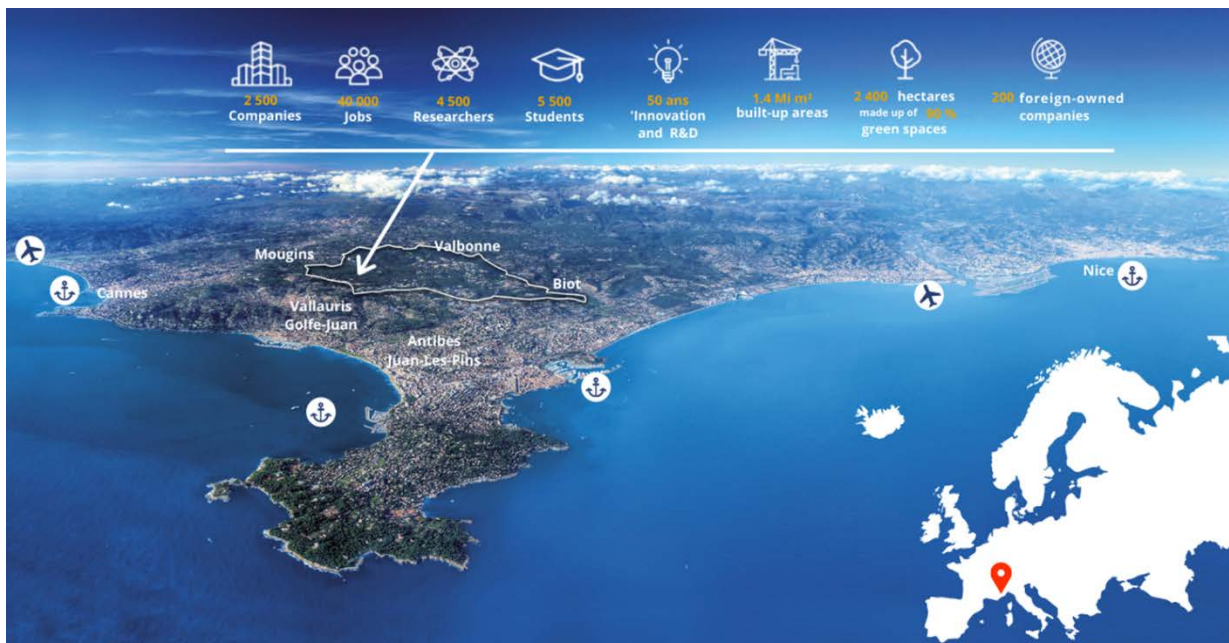 2 500
Companies
40 000
Jobs
4 500
Researchers
5 500
Students
50 ans
'Innovation
and R&D
1.4 Mi m²
built-up areas
2 400 hectares
made up of 90 %
green spaces
200 foreign-owned
companies
Mougins
Valbonne
Biot
Cannes
Vallauris
Golfe-Juan
Antibes
Juan-Les-Pins
Nice